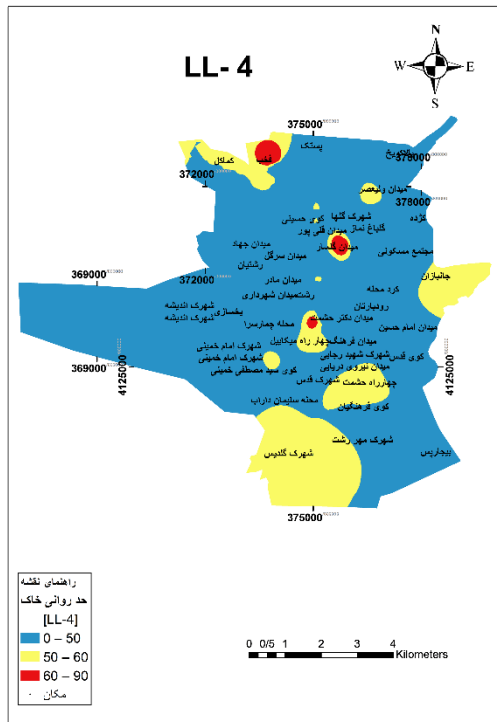 N
W E
S
LL- 4
375000
پستک
378000
کماکل
372000
میدان ولیعصر
378000
کوی حسینی
شهرک گلها
کژده
میدان قلی پور
گلباغ نماز
میدان جهاد
میدان گلسار
مجتمع مسکونی
میدان سرگل
رشتیان
372000
جانبازان
369000
میدان مادر
کرد محله
رشت میدان شهرداری
رودبارتان
شهرک اندیشه
بخسازی
شهرک اندیشه
محله چمارسرا
میدان دکتر حشمت
میدان امام حسین
میدان فرهنگ
چهار راه میکاییل
شهرک امام خمینی
شهرک امام خمینی
شهرک شهید رجایی
کوی قدس
369000
4125000
کوی سید مصطفی خمینی
میدان نیروی دریایی
4125000
شهرک قدس
چهارراه حشمت
محله سلیمان داراب
کوی فرهنگیان
شهرک مهر رشت
شهرک گلدیس
بیجارپس
375000
راهنمای نقشه
حد روانی خاک
[LL-4]
0 – 50
50 – 60
60 – 90
مکان
0 0/5 1 2 3 4
Kilometers